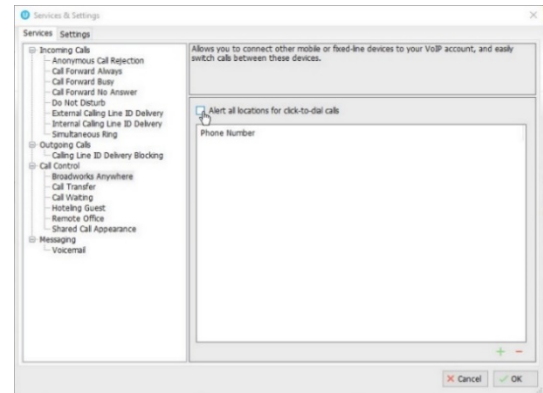 Services & Settings
Services Settings
Incoming Calls
Anonymous Call Rejection
Call Forward Always
Call Forward Busy
Call Forward No Answer
Do Not Disturb
External Calling Line ID Delivery
Internal Calling Line ID Delivery
Simultaneous Ring
Outgoing Calls
Calling Line ID Delivery Blocking
Call Control
Broadworks Anywhere
Call Transfer
Call Waiting
Hoteling Guest
Remote Office
Shared Call Appearance
Messaging
Voicemail
Allows you to connect other mobile or fixed-line devices to your VoIP account, and easily
switch calls between these devices.
Alert all locations for click-to-dial calls
Phone Number
Cancel OK